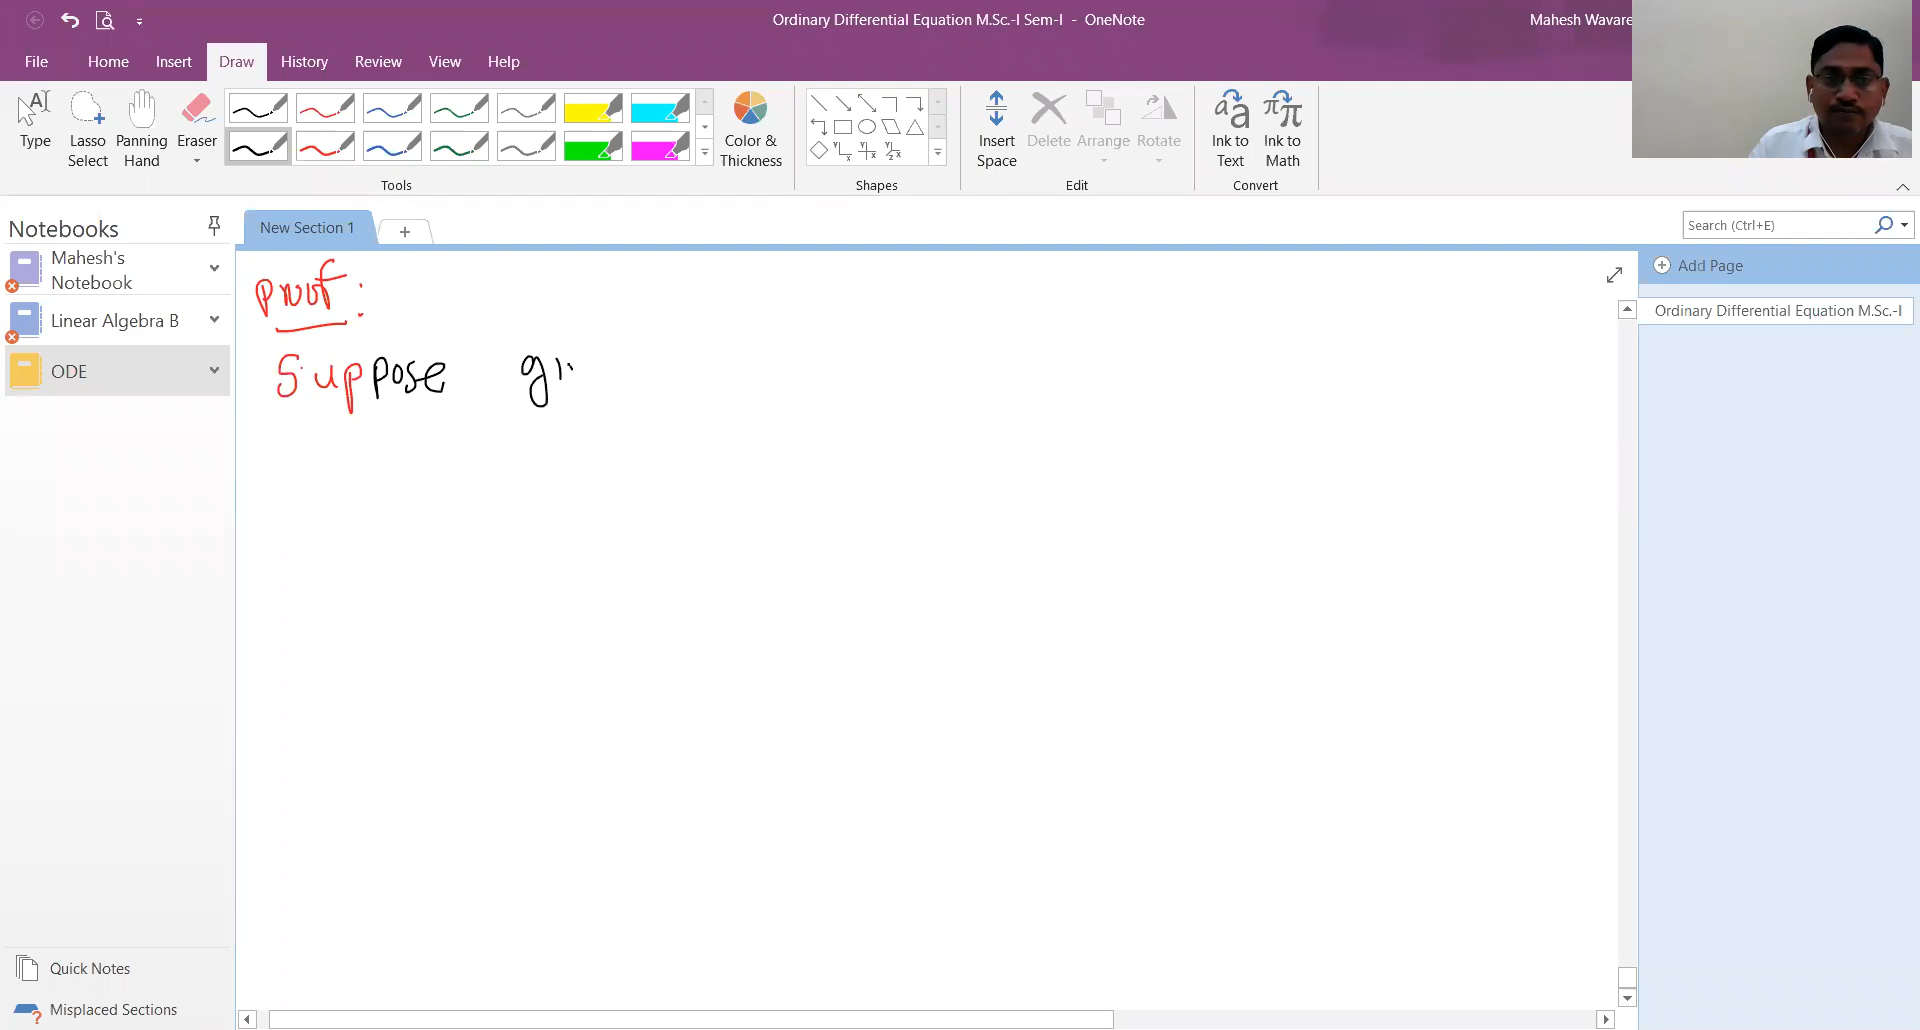 Ordinary Differential Equation M.Sc.-I Sem-I - OneNote
Mahesh Wavare
File Home Insert Draw History Review View Help
Type
Lasso Select
Panning Hand
Eraser
Color & Thickness
Insert Space
Delete
Arrange
Rotate
Ink to Text
Ink to Math
Tools
Shapes
Edit
Convert
Notebooks
New Section 1
Search (Ctrl+E)
Mahesh's Notebook
Linear Algebra B
ODE
Add Page
Ordinary Differential Equation M.Sc.-I
Proof:
Suppose gi
Quick Notes
Misplaced Sections